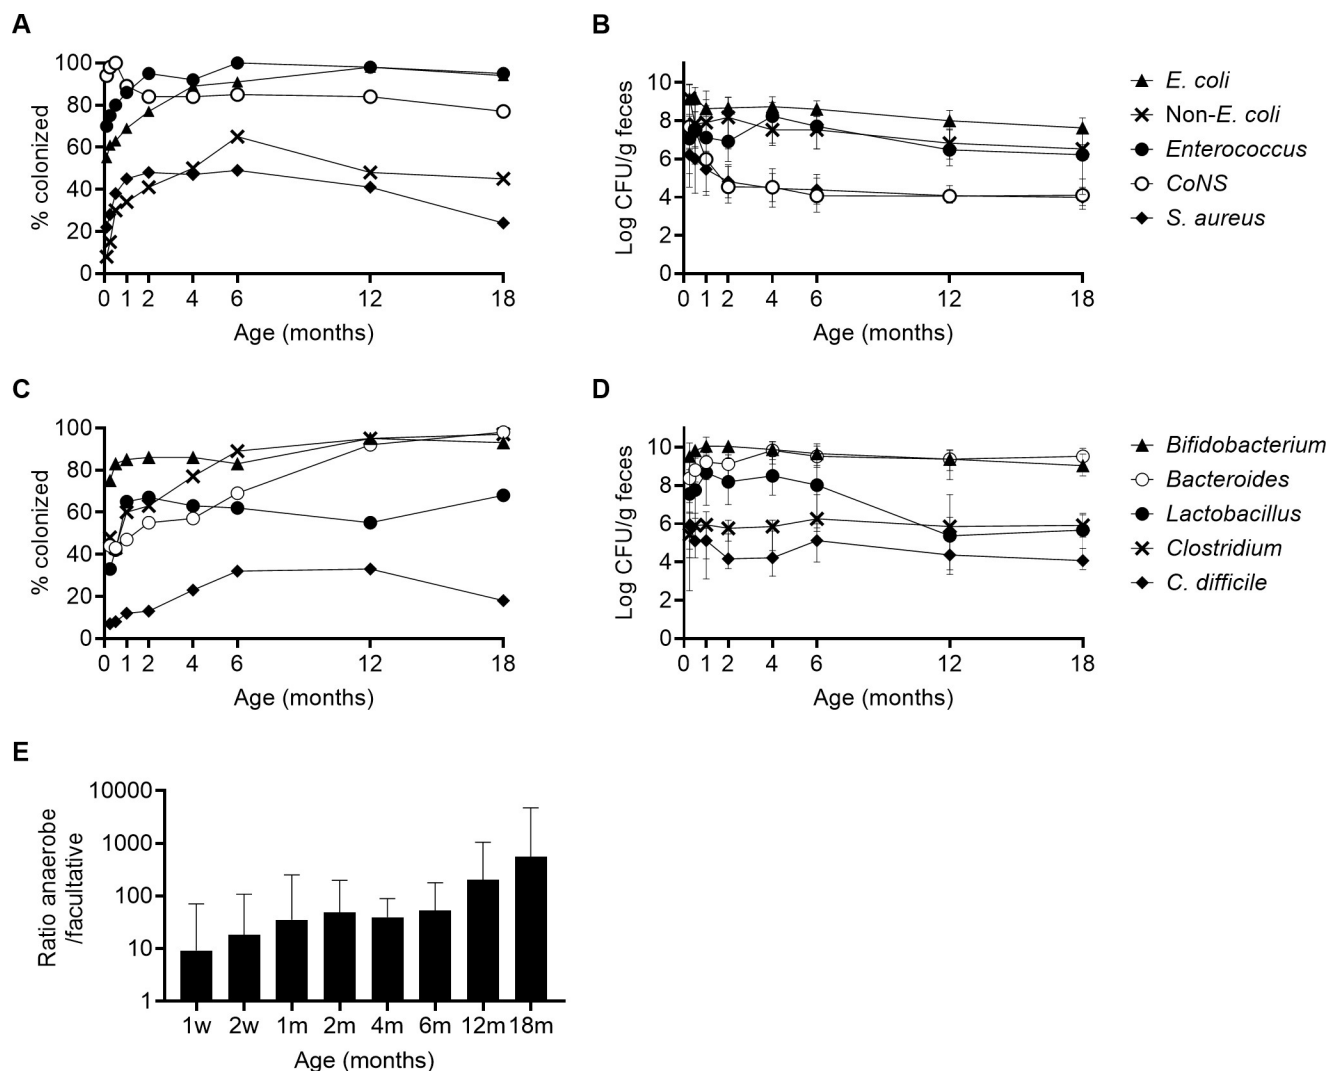 A
100
80
60
40
20
0
% colonized
0 1 2 4 6 12 18
Age (months)
B
10
8
6
4
2
0
Log CFU/g feces
0 1 2 4 6 12 18
Age (months)
E. coli
Non-E. coli
Enterococcus
CoNS
S. aureus
C
100
80
60
40
20
0
% colonized
0 1 2 4 6 12 18
Age (months)
D
10
8
6
4
2
0
Log CFU/g feces
0 1 2 4 6 12 18
Age (months)
Bifidobacterium
Bacteroides
Lactobacillus
Clostridium
C. difficile
E
10000
1000
100
10
1
Ratio anaerobe
/facultative
1w 2w 1m 2m 4m 6m 12m 18m
Age (months)